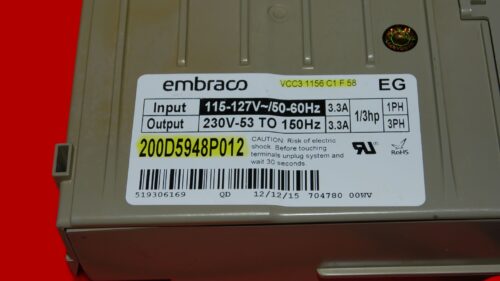 embraco VCC3 1156 C1 F 58 EG
Input 115-127V~/50-60Hz 3.3A 1/3hp 1PH
Output 230V-53 TO 150Hz 3.3A 3PH
200D5948P012
CAUTION: Risk of electric
shock. Before touching
terminals unplug system and
wait 30 seconds.
RU us
RoHS
519306169 QD 12/12/15 704780 00WV